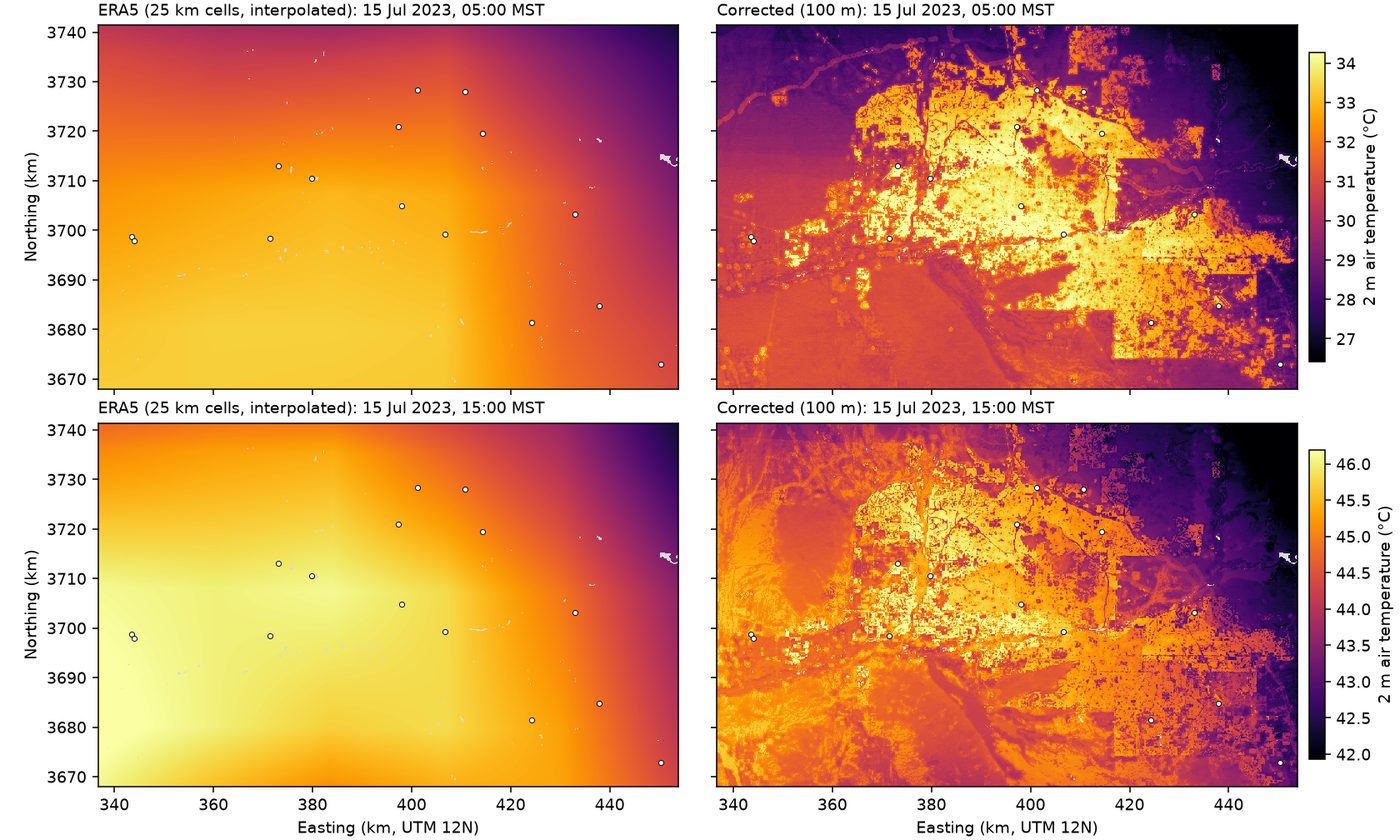 ERA5 (25 km cells, interpolated): 15 Jul 2023, 05:00 MST
Corrected (100 m): 15 Jul 2023, 05:00 MST
3740
3730
3720
3710
3700
3690
3680
3670
Northing (km)
34
33
32
31
30
29
28
27
2 m air temperature (°C)
ERA5 (25 km cells, interpolated): 15 Jul 2023, 15:00 MST
Corrected (100 m): 15 Jul 2023, 15:00 MST
3740
3730
3720
3710
3700
3690
3680
3670
Northing (km)
46.0
45.5
45.0
44.5
44.0
43.5
43.0
42.5
42.0
2 m air temperature (°C)
340 360 380 400 420 440
340 360 380 400 420 440
Easting (km, UTM 12N)
Easting (km, UTM 12N)